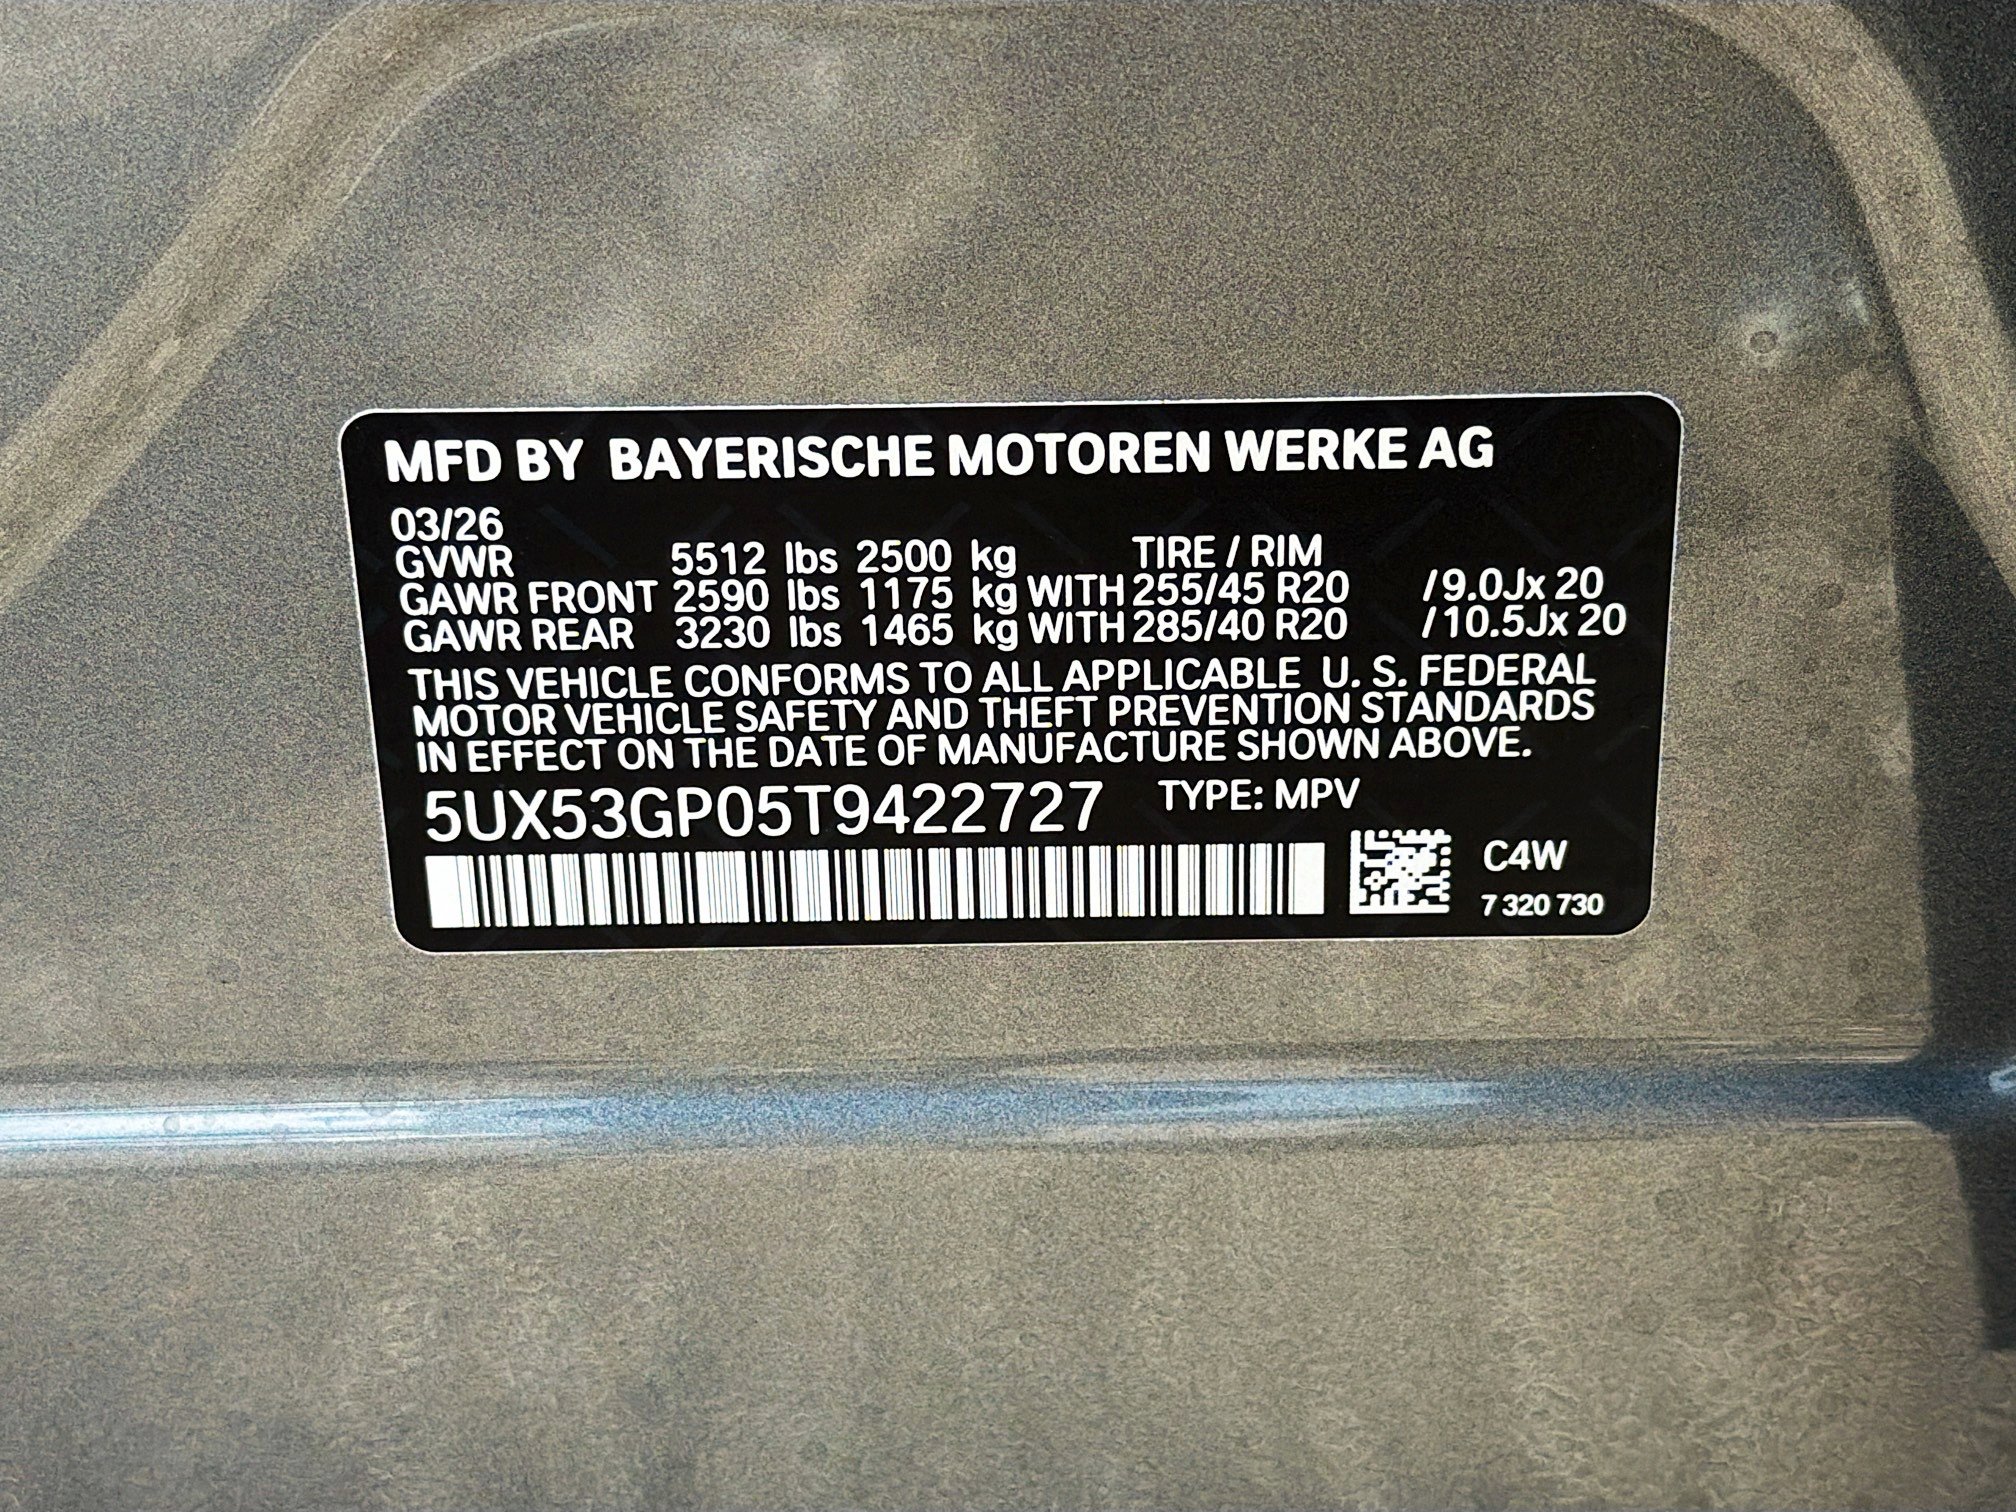 MFD BY BAYERISCHE MOTOREN WERKE AG
03/26
GVWR 5512 lbs 2500 kg TIRE / RIM
GAWR FRONT 2590 lbs 1175 kg WITH 255/45 R20 /9.0Jx 20
GAWR REAR 3230 lbs 1465 kg WITH 285/40 R20 /10.5Jx 20
THIS VEHICLE CONFORMS TO ALL APPLICABLE U. S. FEDERAL
MOTOR VEHICLE SAFETY AND THEFT PREVENTION STANDARDS
IN EFFECT ON THE DATE OF MANUFACTURE SHOWN ABOVE.
5UX53GP05T9422727 TYPE: MPV
C4W
7 320 730